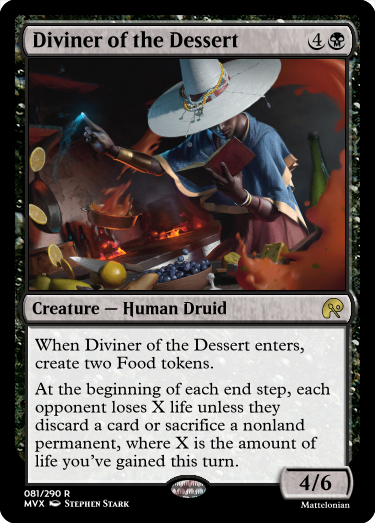 Diviner of the Dessert 4
Creature — Human Druid
When Diviner of the Dessert enters,
create two Food tokens.
At the beginning of each end step, each
opponent loses X life unless they
discard a card or sacrifice a nonland
permanent, where X is the amount of
life you’ve gained this turn.
4/6
081/290 R
MVX Stephen Stark
Mattelonian